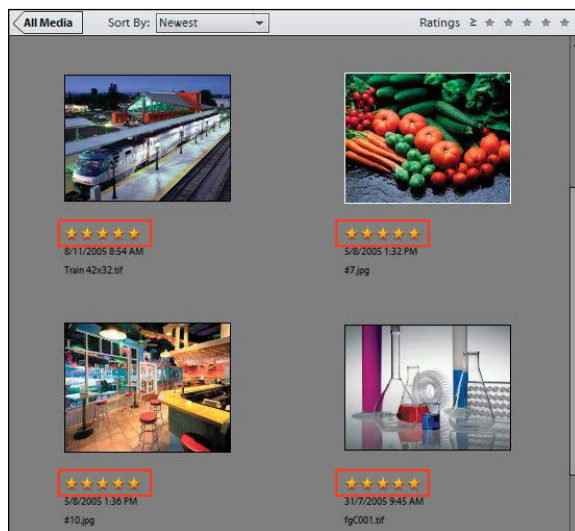 All Media Sort By: Newest Ratings ≥
8/11/2005 8:54 AM
Train 42x32.tif
5/8/2005 1:32 PM
#7.jpg
5/8/2005 1:36 PM
#10.jpg
31/7/2005 9:45 AM
fgC001.tif